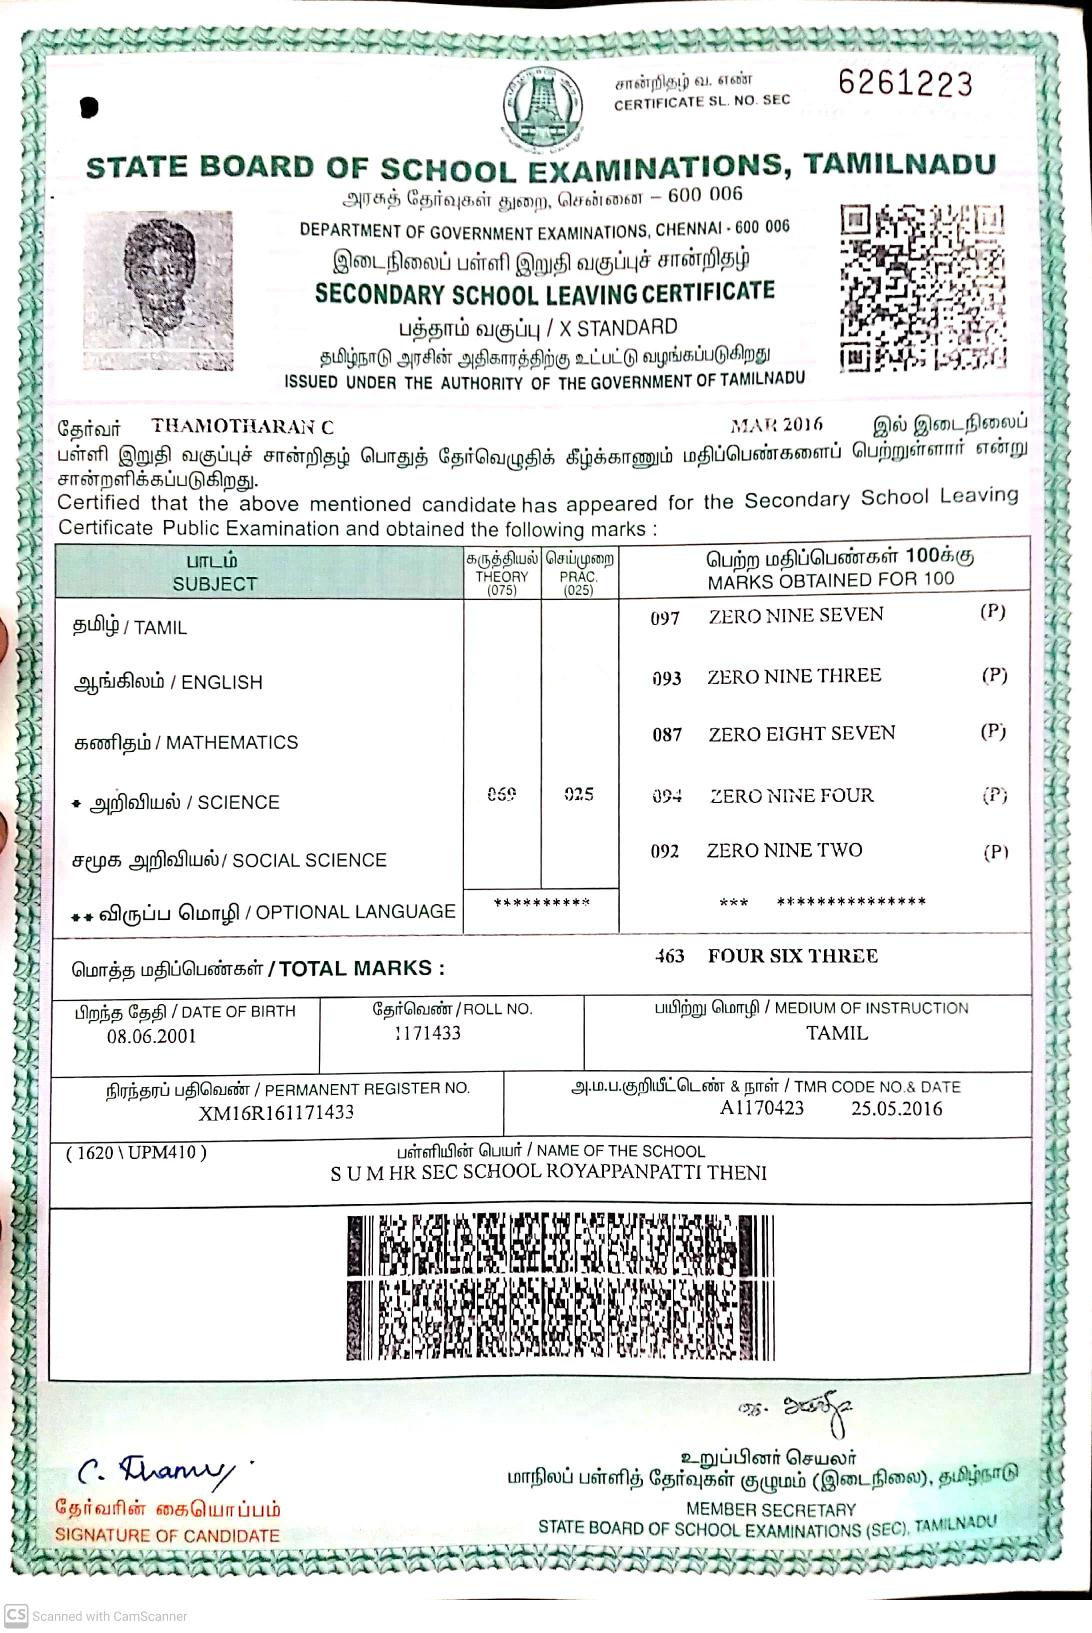 சான்றிதழ் வ. எண்
CERTIFICATE SL. NO. SEC
6261223
STATE BOARD OF SCHOOL EXAMINATIONS, TAMILNADU
அரசுத் தேர்வுகள் துறை, சென்னை – 600 006
DEPARTMENT OF GOVERNMENT EXAMINATIONS, CHENNAI - 600 006
இடைநிலைப் பள்ளி இறுதி வகுப்புச் சான்றிதழ்
SECONDARY SCHOOL LEAVING CERTIFICATE
பத்தாம் வகுப்பு / X STANDARD
தமிழ்நாடு அரசின் அதிகாரத்திற்கு உட்பட்டு வழங்கப்படுகிறது
ISSUED UNDER THE AUTHORITY OF THE GOVERNMENT OF TAMILNADU
தேர்வர் THAMOTHARAN C MAR 2016 இல் இடைநிலைப்
பள்ளி இறுதி வகுப்புச் சான்றிதழ் பொதுத் தேர்வெழுதிக் கீழ்க்காணும் மதிப்பெண்களைப் பெற்றுள்ளார் என்று
சான்றளிக்கப்படுகிறது.
Certified that the above mentioned candidate has appeared for the Secondary School Leaving
Certificate Public Examination and obtained the following marks :
பாடம் கருத்தியல் செய்முறை பெற்ற மதிப்பெண்கள் 100க்கு
SUBJECT THEORY PRAC. MARKS OBTAINED FOR 100
(075) (025)
தமிழ் / TAMIL 097 ZERO NINE SEVEN (P)
ஆங்கிலம் / ENGLISH 093 ZERO NINE THREE (P)
கணிதம் / MATHEMATICS 087 ZERO EIGHT SEVEN (P)
* அறிவியல் / SCIENCE 069 025 094 ZERO NINE FOUR (P)
சமூக அறிவியல் / SOCIAL SCIENCE 092 ZERO NINE TWO (P)
** விருப்ப மொழி / OPTIONAL LANGUAGE ********** *** ***************
மொத்த மதிப்பெண்கள் / TOTAL MARKS : 463 FOUR SIX THREE
பிறந்த தேதி / DATE OF BIRTH தேர்வெண் / ROLL NO. பயிற்று மொழி / MEDIUM OF INSTRUCTION
08.06.2001 1171433 TAMIL
நிரந்தரப் பதிவெண் / PERMANENT REGISTER NO. அ.ம.ப.குறியீட்டெண் & நாள் / TMR CODE NO.& DATE
XM16R161171433 A1170423 25.05.2016
( 1620 \ UPM410 ) பள்ளியின் பெயர் / NAME OF THE SCHOOL
S U M HR SEC SCHOOL ROYAPPANPATTI THENI
உறுப்பினர் செயலர்
மாநிலப் பள்ளித் தேர்வுகள் குழுமம் (இடைநிலை), தமிழ்நாடு
MEMBER SECRETARY
STATE BOARD OF SCHOOL EXAMINATIONS (SEC), TAMILNADU
தேர்வரின் கையொப்பம்
SIGNATURE OF CANDIDATE
CS Scanned with CamScanner